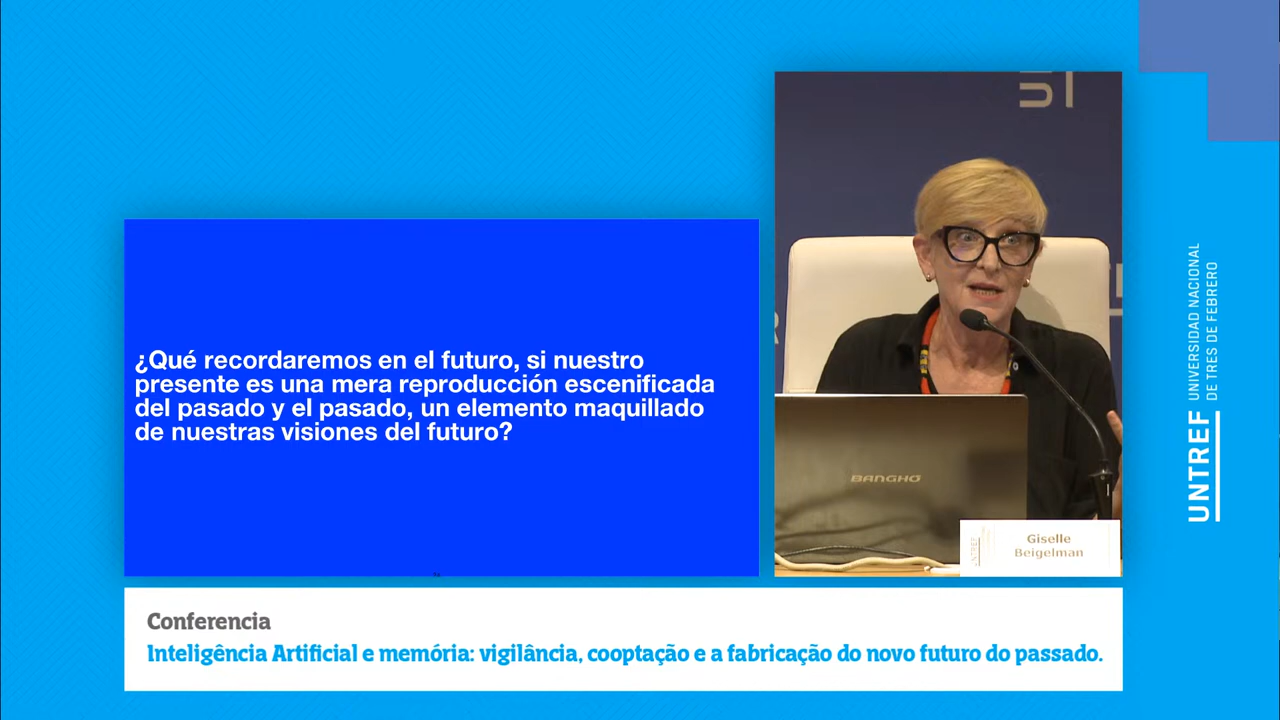 ¿Qué recordaremos en el futuro, si nuestro
presente es una mera reproducción escenificada
del pasado y el pasado, un elemento maquillado
de nuestras visiones del futuro?
BANGHO
UNTREF
Giselle
Beigelman
Conferencia
Inteligência Artificial e memória: vigilância, cooptação e a fabricação do novo futuro do passado.
UNTREF
UNIVERSIDAD NACIONAL
DE TRES DE FEBRERO